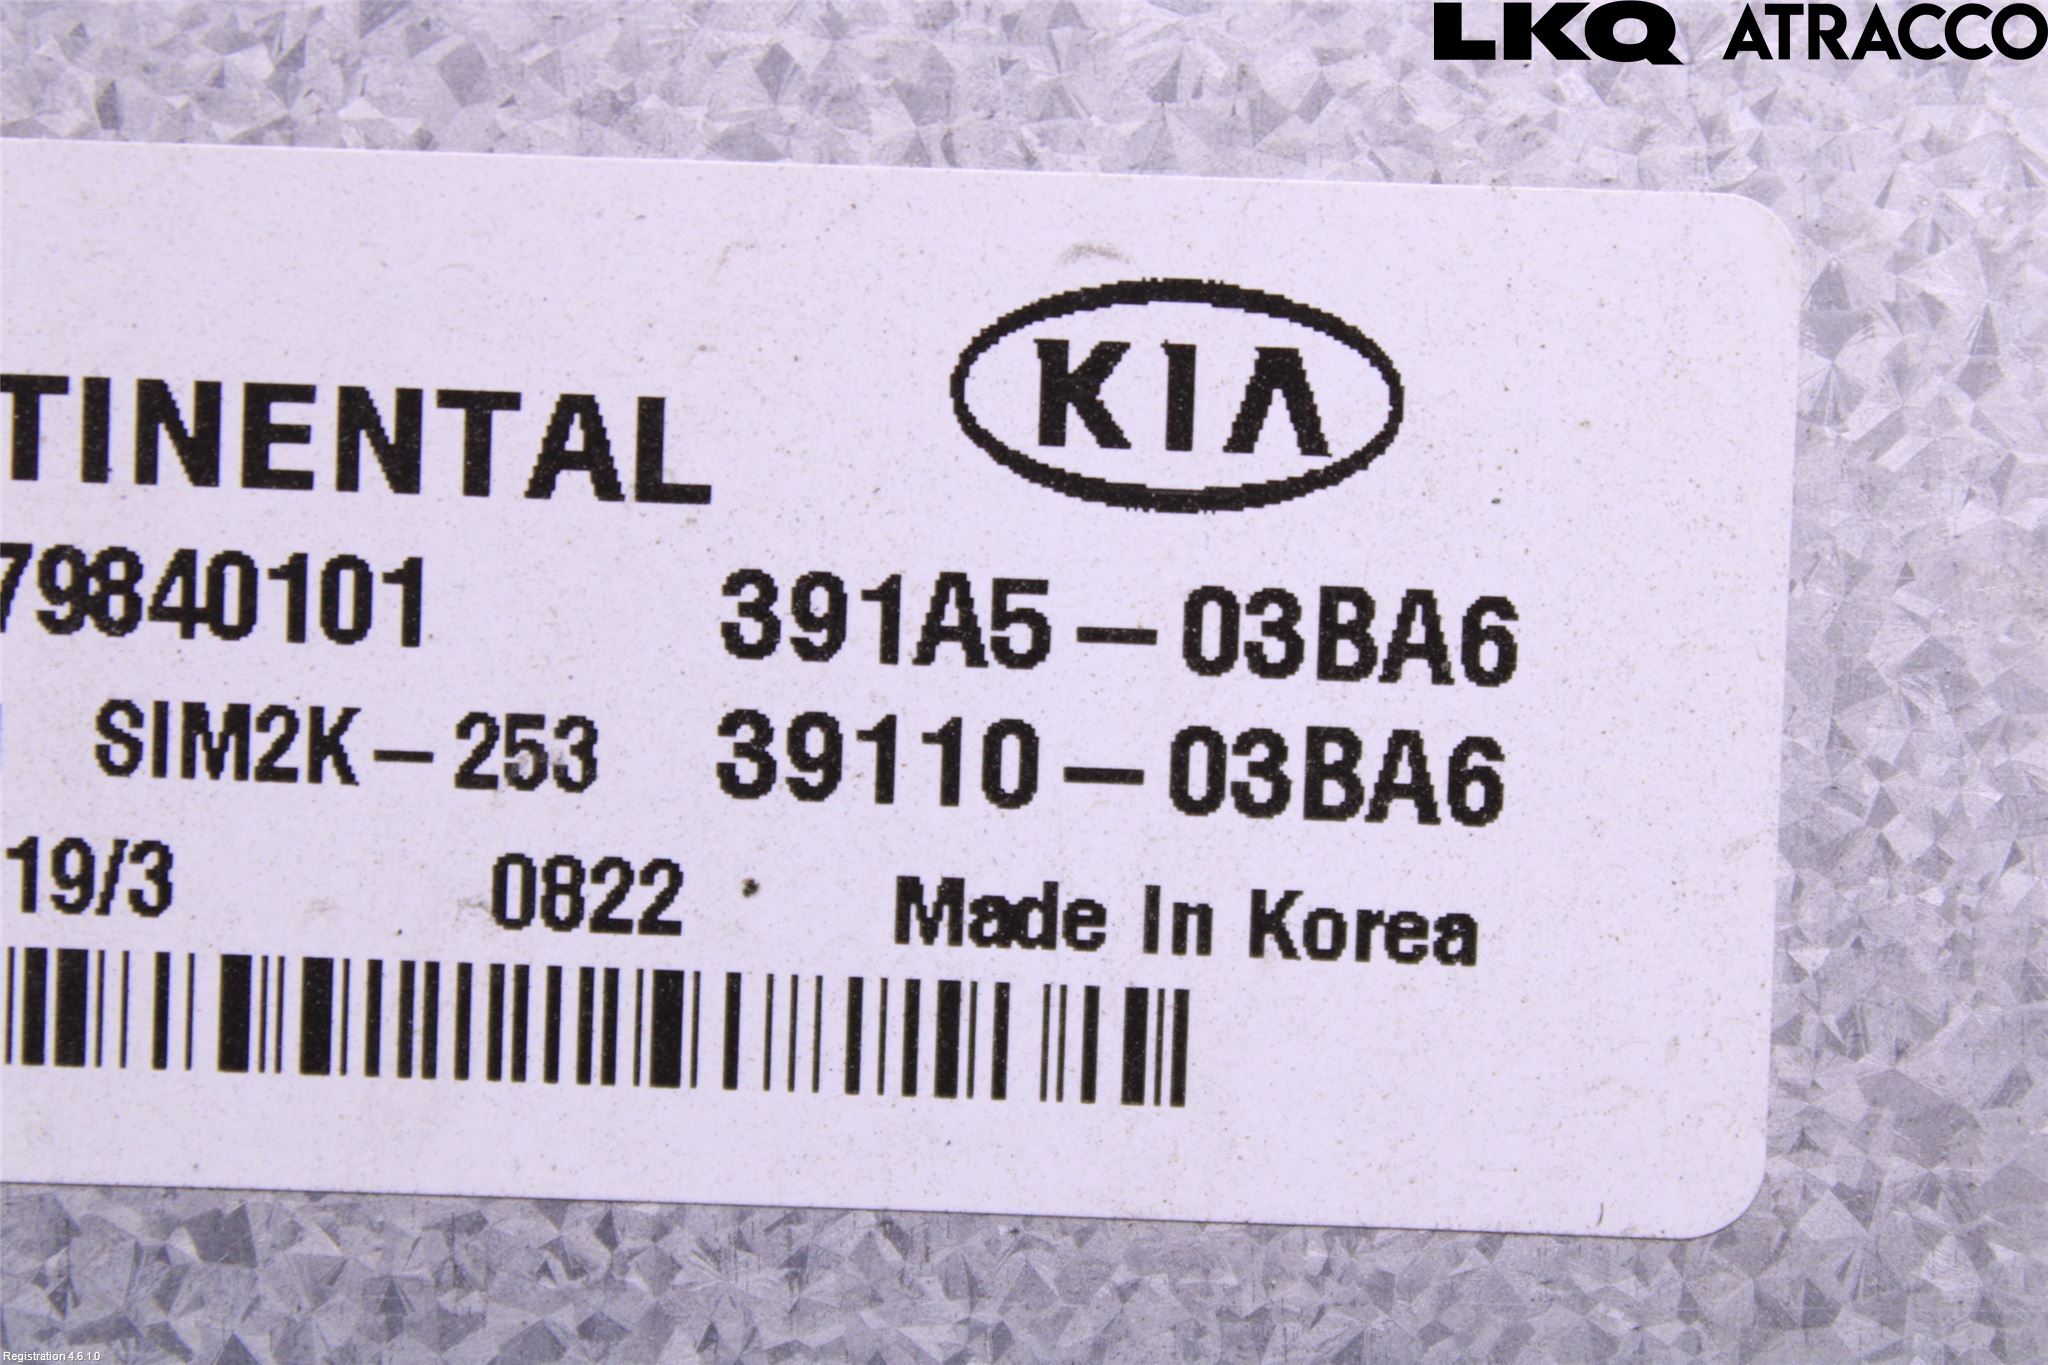 LKQ ATRACCO
KIA
TINENTAL
79840101 391A5-03BA6
SIM2K-253 39110-03BA6
19/3 0822 Made In Korea
Registration 4.6.1.0